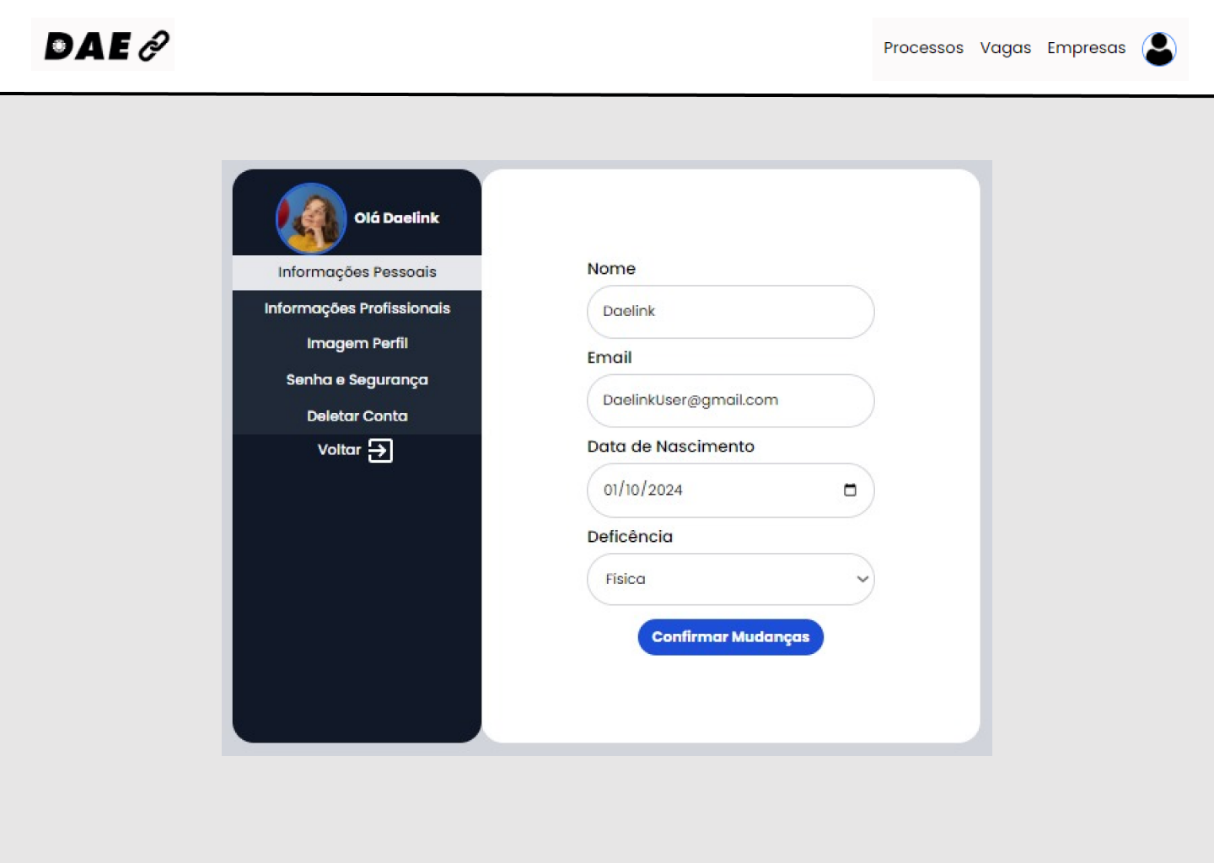 DAE
Processos Vagas Empresas
Olá Daelink
Informações Pessoais
Informações Profissionais
Imagem Perfil
Senha e Segurança
Deletar Conta
Voltar
Nome
Daelink
Email
DaelinkUser@gmail.com
Data de Nascimento
01/10/2024
Deficência
Física
Confirmar Mudanças